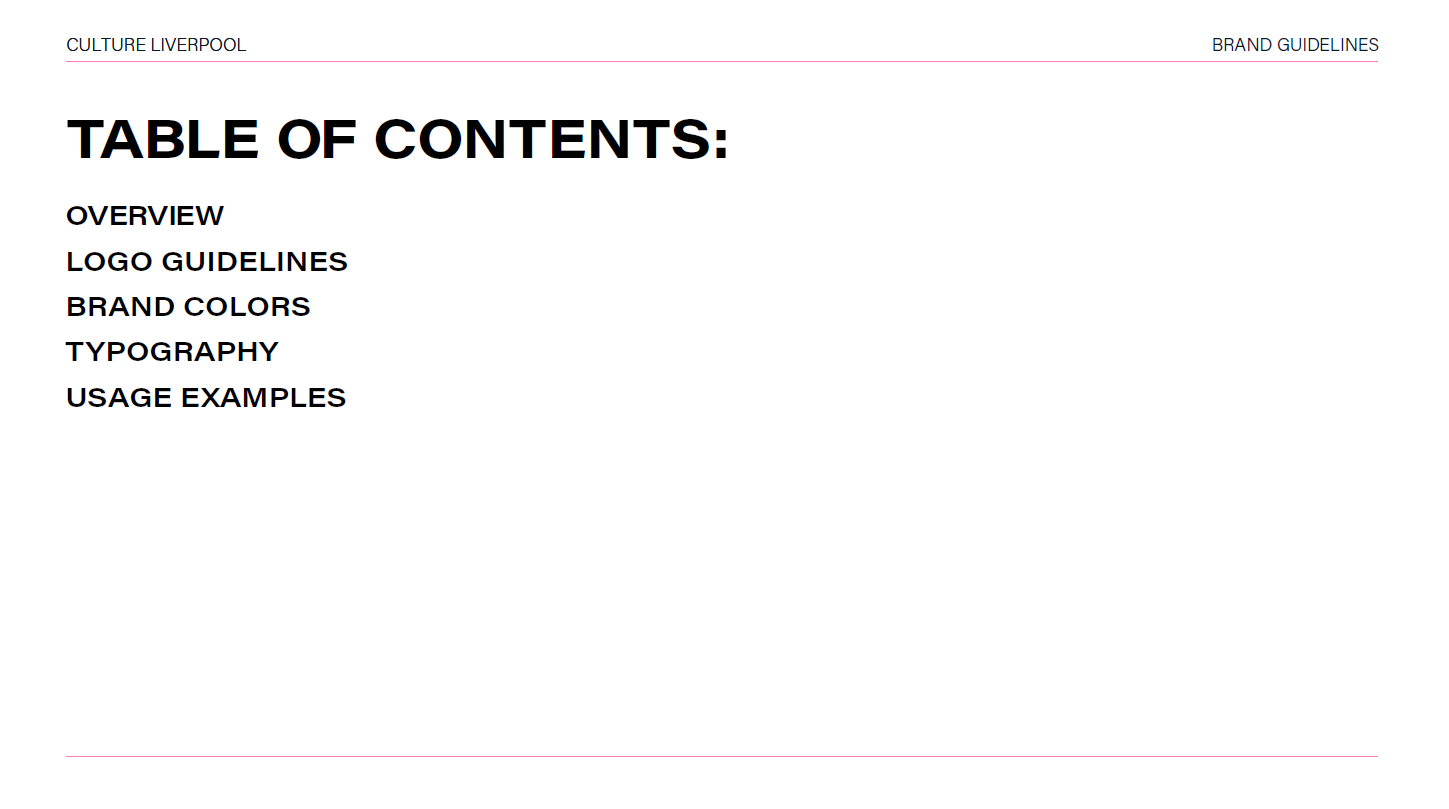 CULTURE LIVERPOOL
BRAND GUIDELINES
TABLE OF CONTENTS:
OVERVIEW
LOGO GUIDELINES
BRAND COLORS
TYPOGRAPHY
USAGE EXAMPLES